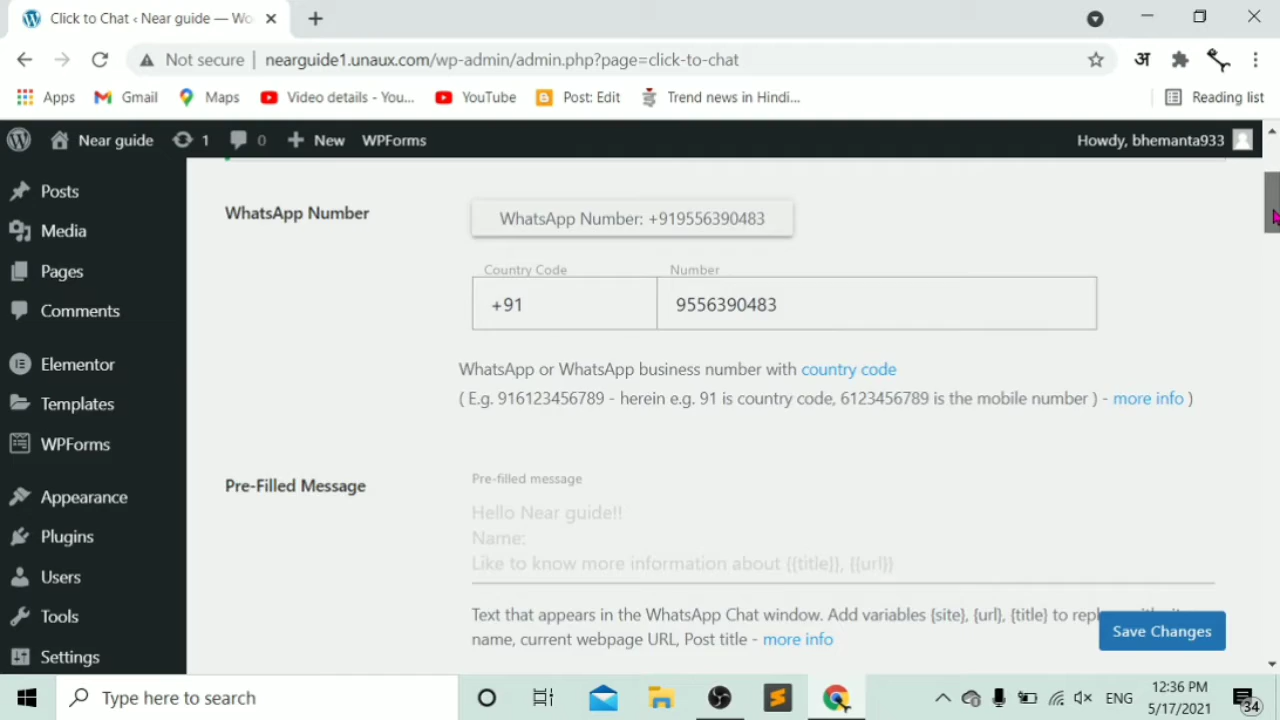 Click to Chat ‹ Near guide — Wo
Not secure
nearguide1.unaux.com/wp-admin/admin.php?page=click-to-chat
अ
Apps
Gmail
Maps
Video details - You...
YouTube
Post: Edit
Trend news in Hindi...
Reading list
Near guide
1
0
New
WPForms
Howdy, bhemanta933
Posts
Media
Pages
Comments
Elementor
Templates
WPForms
Appearance
Plugins
Users
Tools
Settings
WhatsApp Number
WhatsApp Number: +919556390483
Country Code
Number
+91
9556390483
WhatsApp or WhatsApp business number with country code
( E.g. 916123456789 - herein e.g. 91 is country code, 6123456789 is the mobile number ) - more info )
Pre-Filled Message
Pre-filled message
Hello Near guide!!
Name:
Like to know more information about {{title}}, {{url}}
Text that appears in the WhatsApp Chat window. Add variables {site}, {url}, {title} to
name, current webpage URL, Post title - more info
Save Changes
Type here to search
ENG
12:36 PM
5/17/2021
34